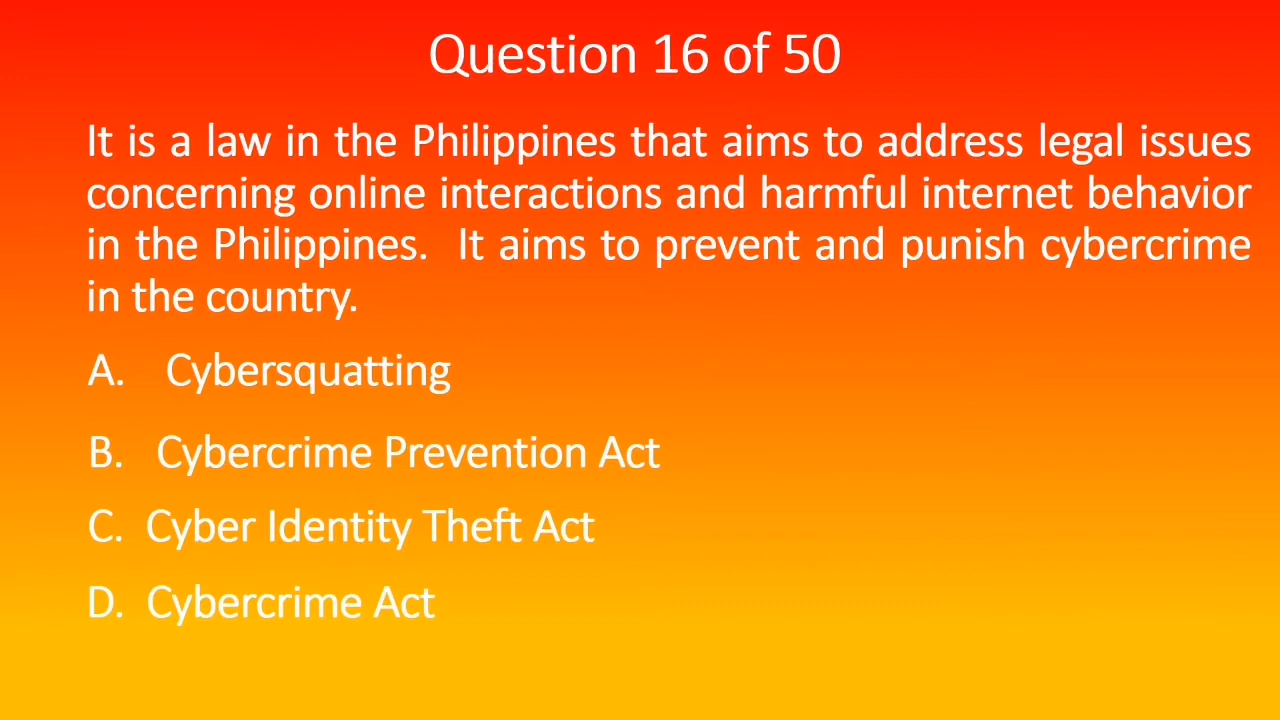 Question 16 of 50
It is a law in the Philippines that aims to address legal issues
concerning online interactions and harmful internet behavior
in the Philippines. It aims to prevent and punish cybercrime
in the country.
A. Cybersquatting
B. Cybercrime Prevention Act
C. Cyber Identity Theft Act
D. Cybercrime Act